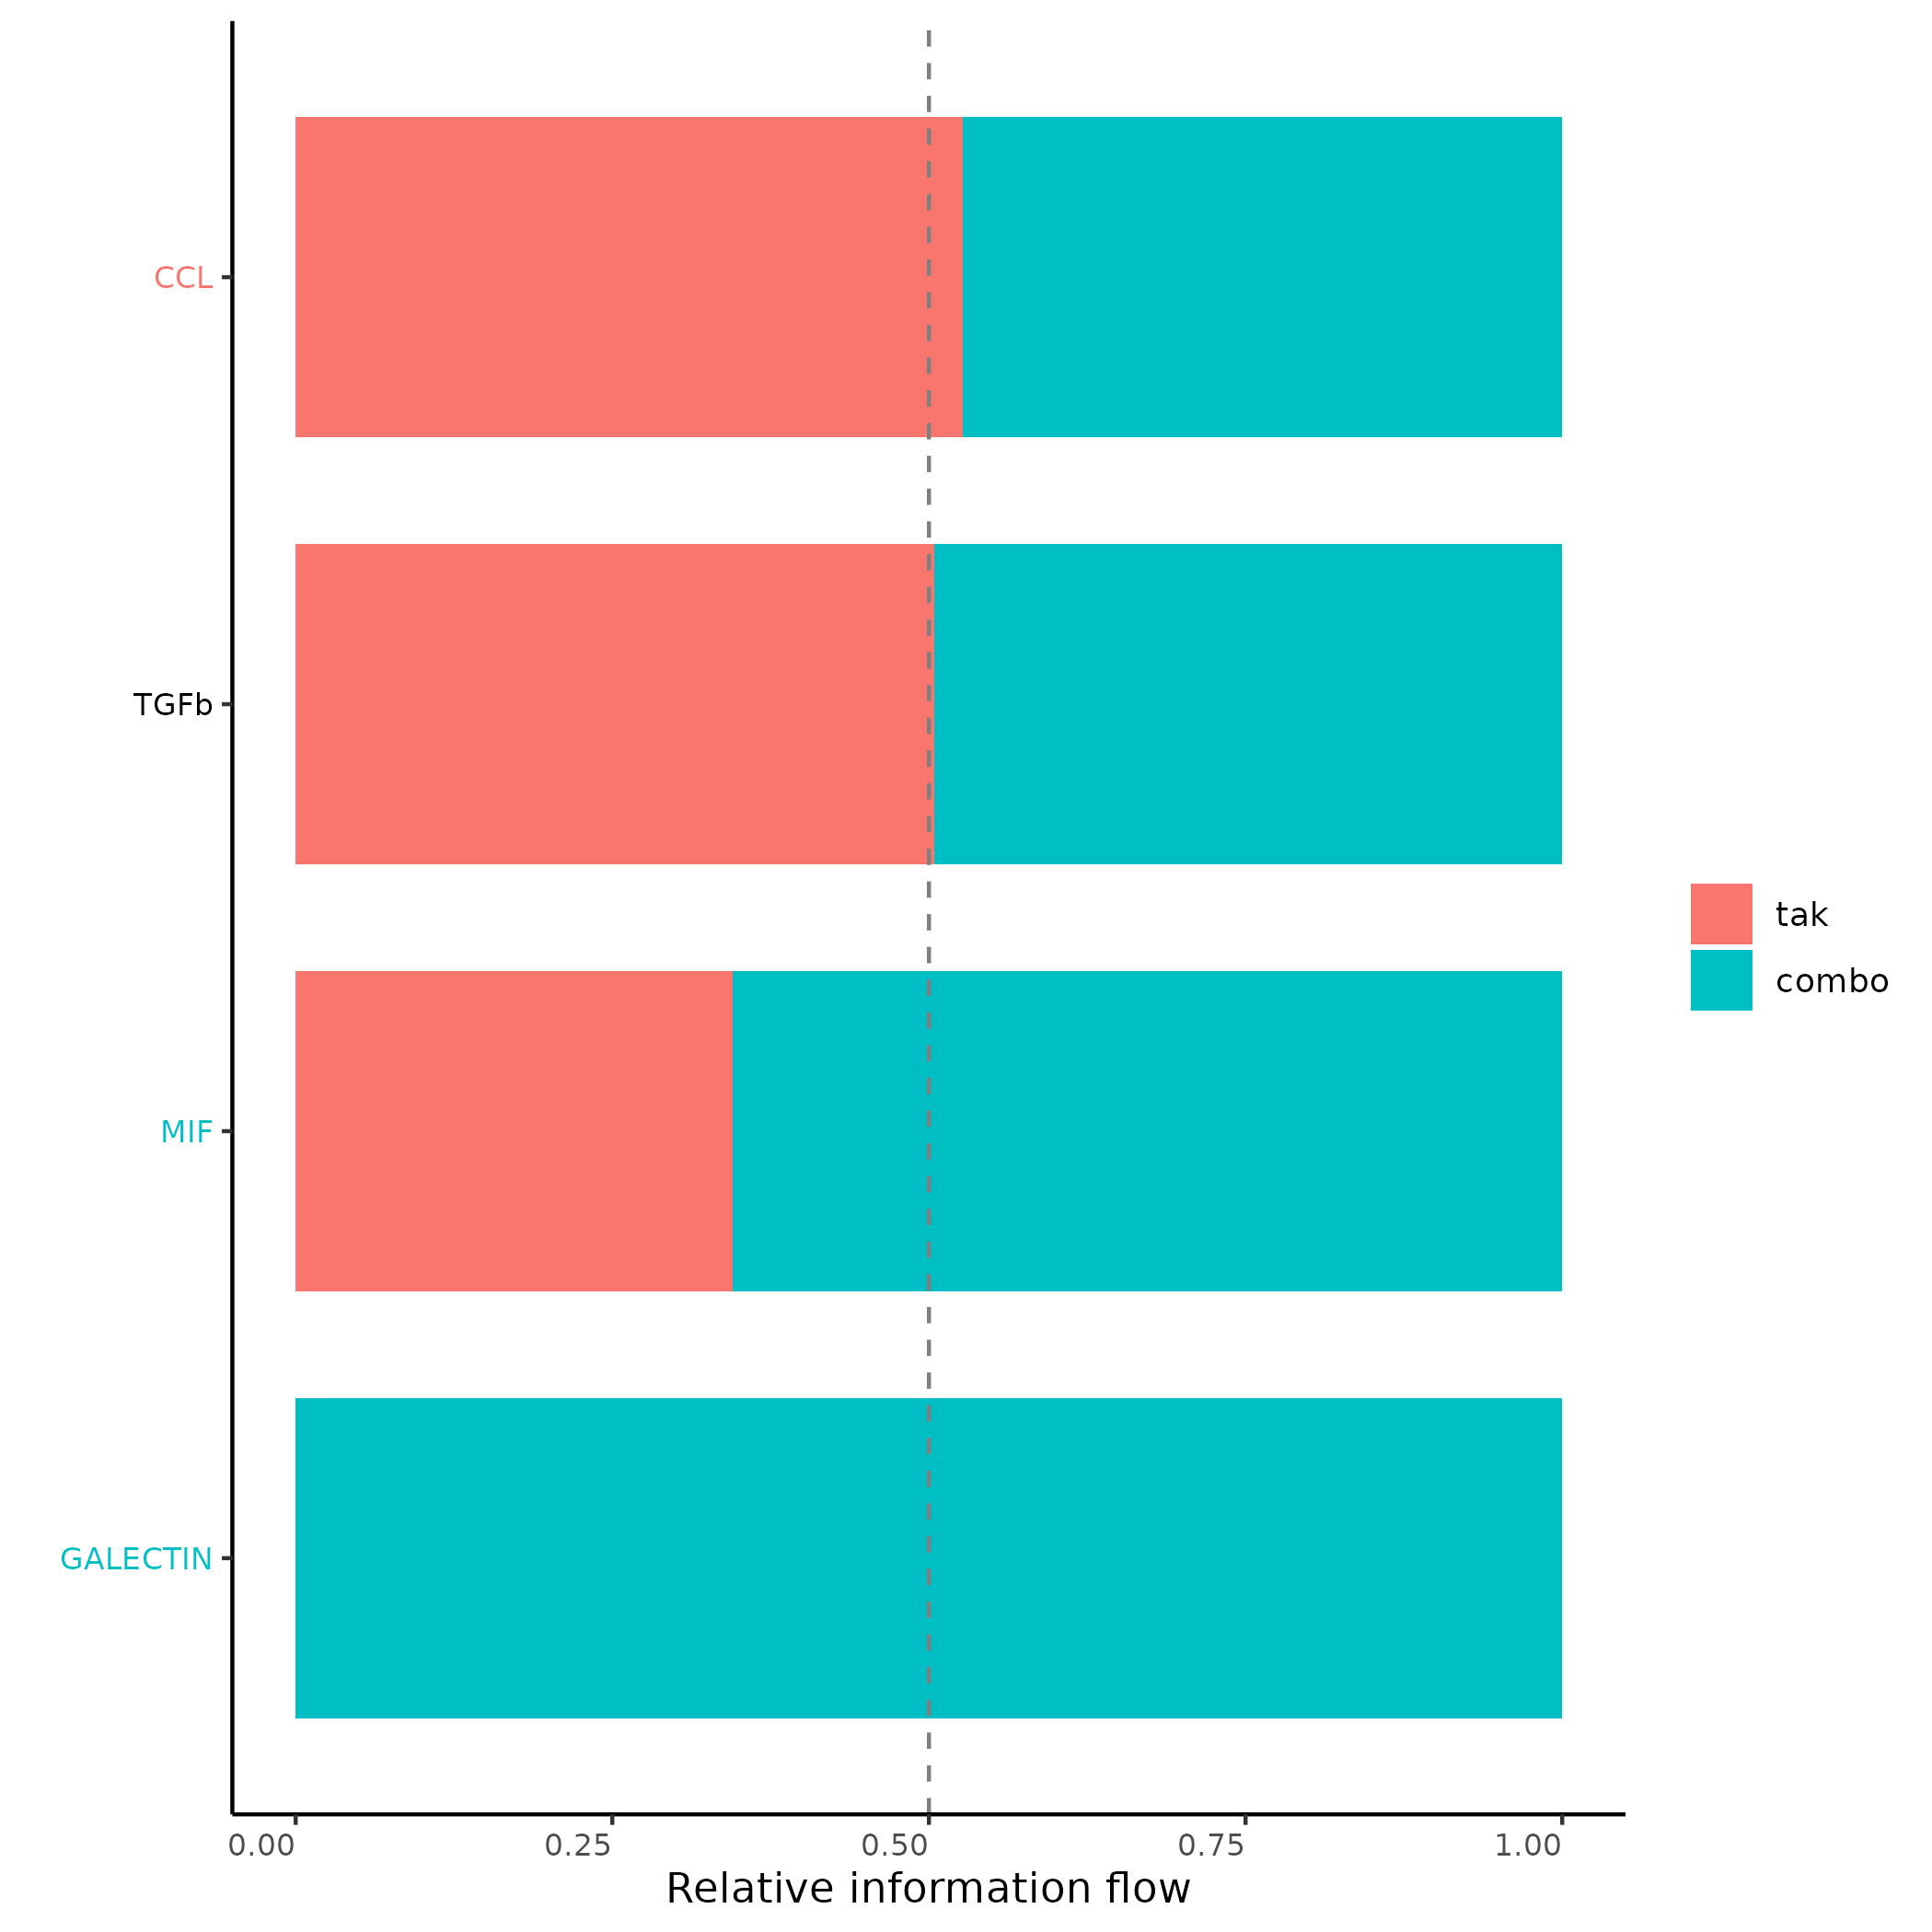 CCL
TGFb
MIF
GALECTIN
tak
combo
0.00 0.25 0.50 0.75 1.00
Relative information flow